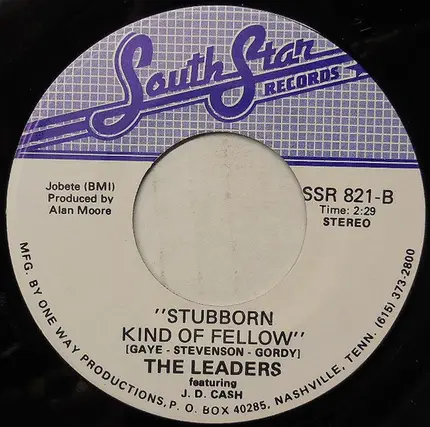 South Star
RECORDS
Jobete (BMI)
Produced by
Alan Moore
SSR 821-B
Time: 2:29
STEREO
"STUBBORN
KIND OF FELLOW"
[GAYE - STEVENSON - GORDY]
THE LEADERS
featuring
J. D. CASH
MFG. BY ONE WAY PRODUCTIONS, P. O. BOX 40285, NASHVILLE, TENN. (615) 373-2800